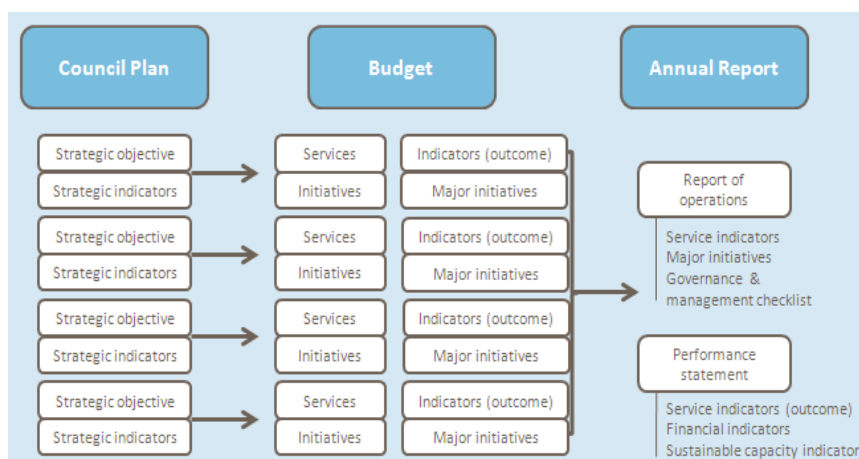 Council Plan
Budget
Annual Report
Strategic objective
Services
Indicators (outcome)
Strategic indicators
Initiatives
Major initiatives
Strategic objective
Services
Indicators (outcome)
Strategic indicators
Initiatives
Major initiatives
Strategic objective
Services
Indicators (outcome)
Strategic indicators
Initiatives
Major initiatives
Strategic objective
Services
Indicators (outcome)
Strategic indicators
Initiatives
Major initiatives
Report of
operations
Service indicators
Major initiatives
Governance &
management checklist
Performance
statement
Service indicators (outcome)
Financial indicators
Sustainable capacity indicator